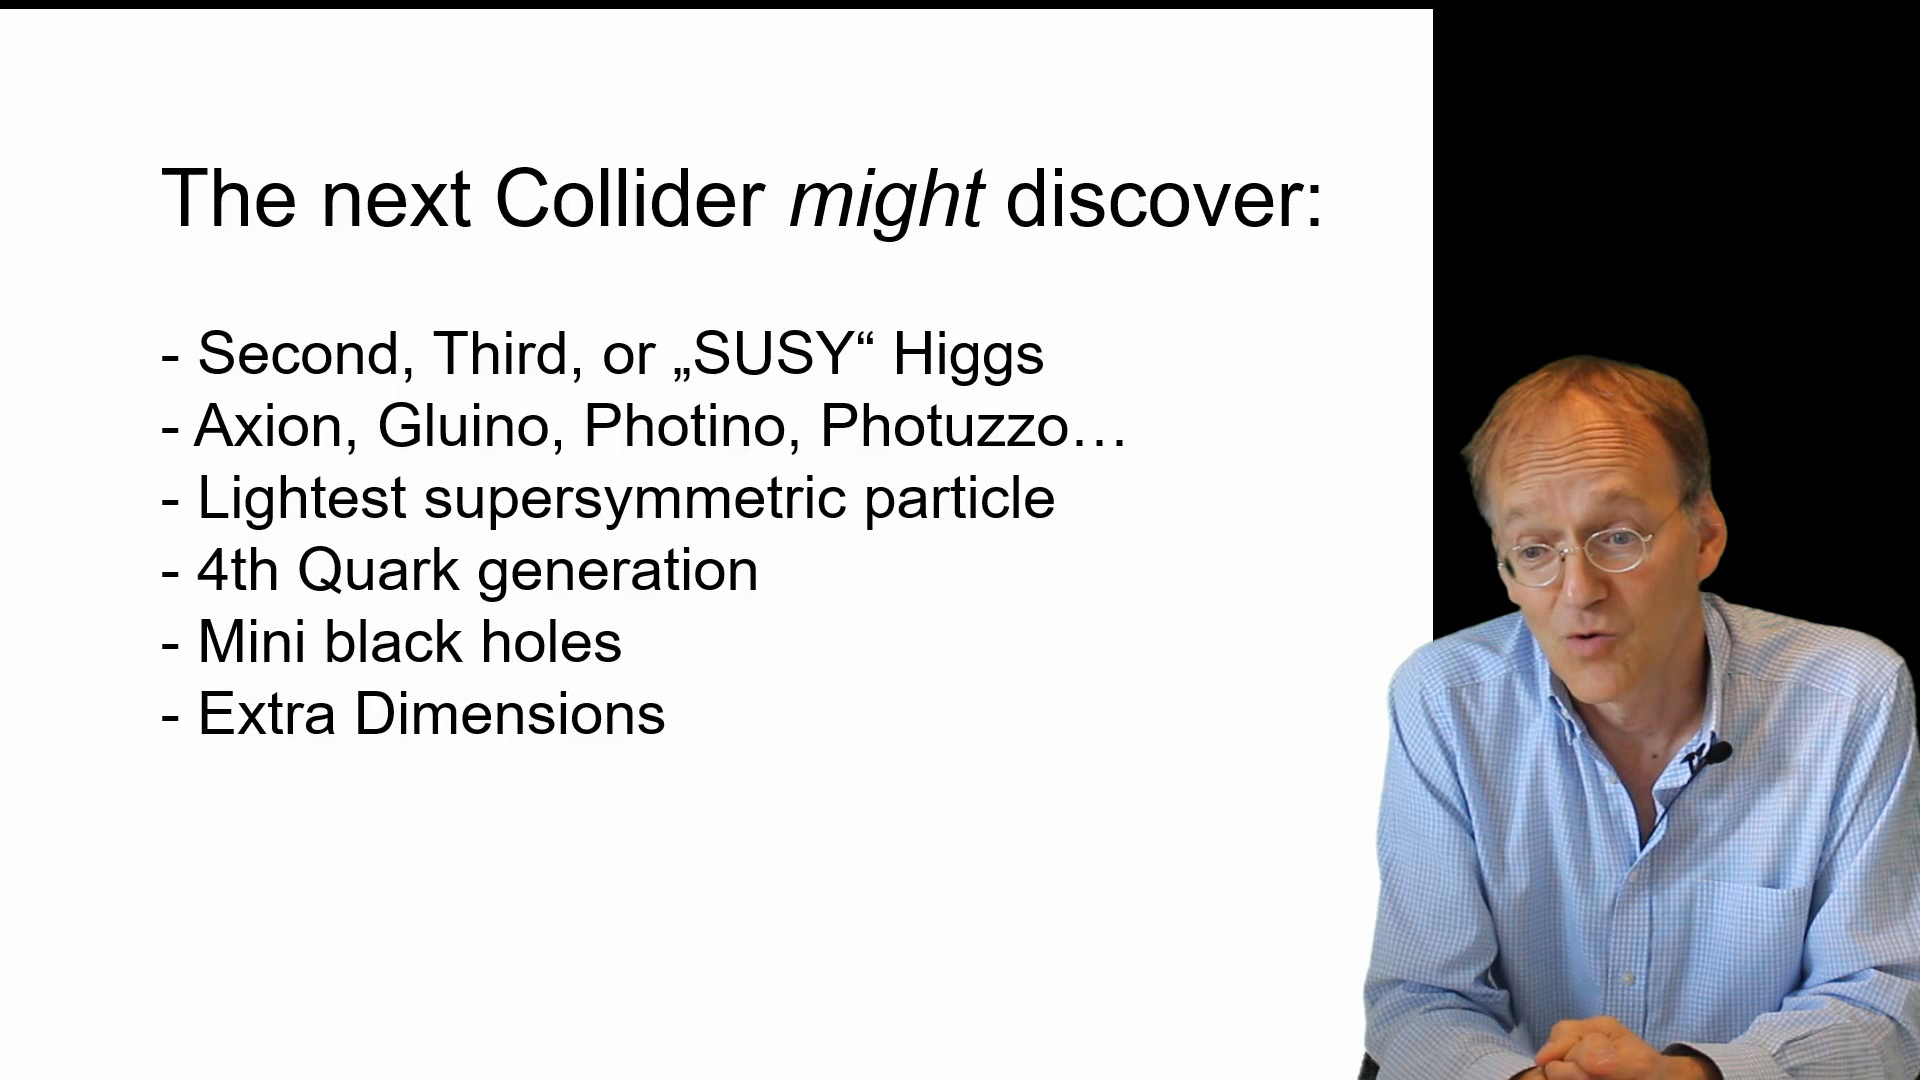 The next Collider might discover:
- Second, Third, or „SUSY“ Higgs
- Axion, Gluino, Photino, Photuzzo…
- Lightest supersymmetric particle
- 4th Quark generation
- Mini black holes
- Extra Dimensions